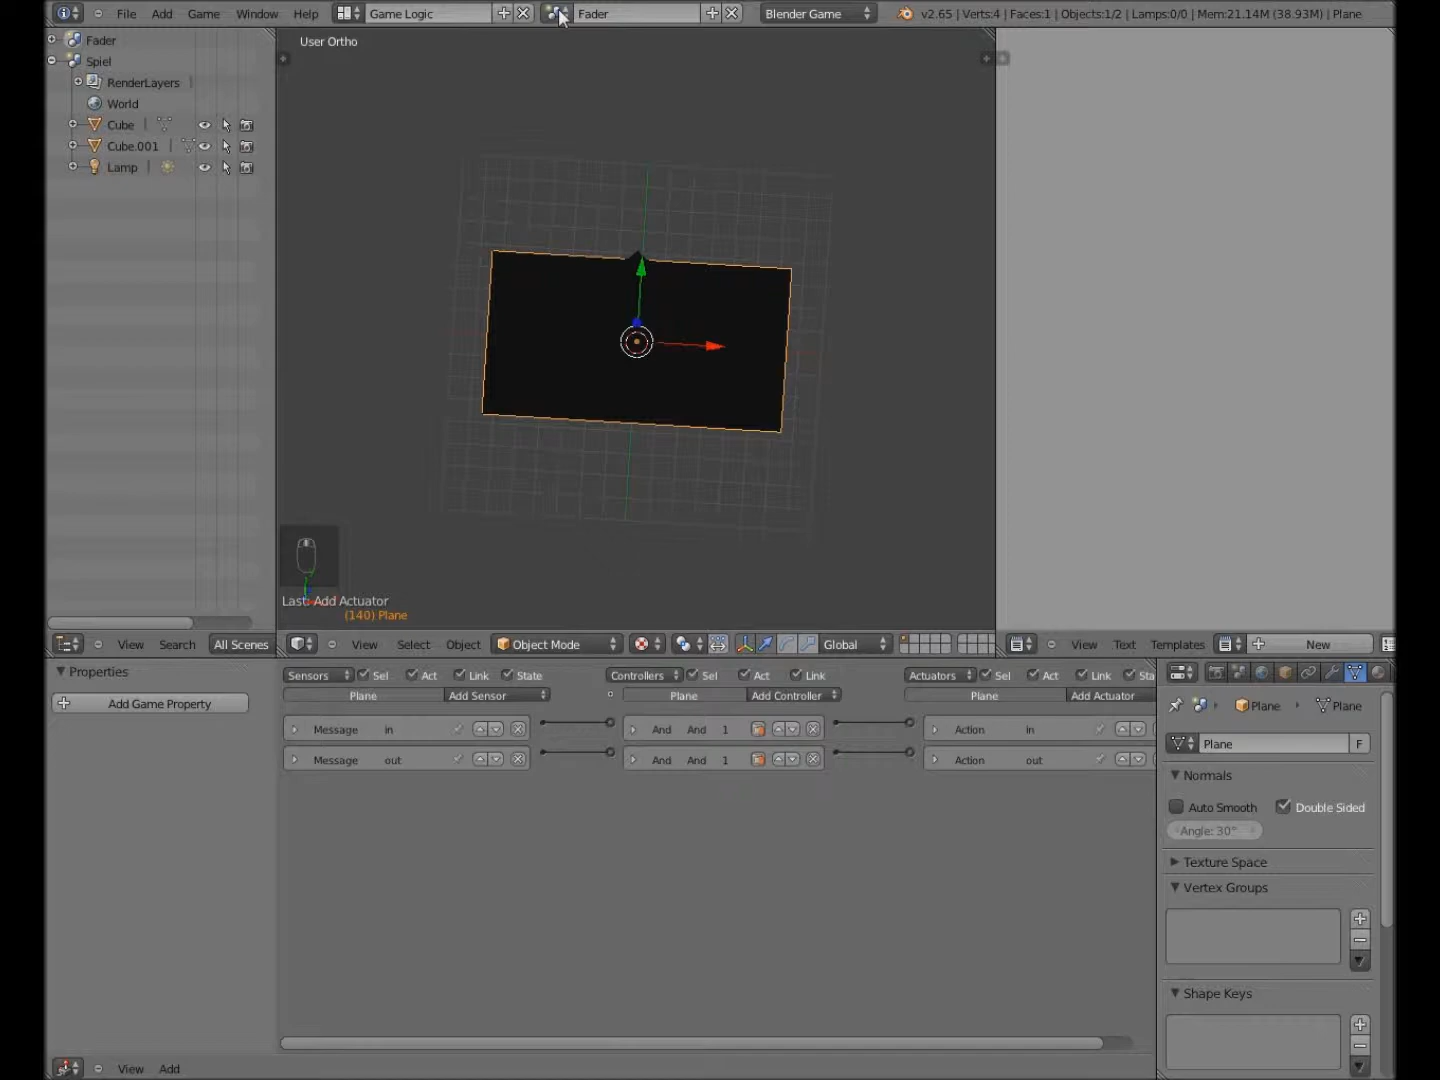 File Add Game Window Help Game Logic Fader Blender Game v2.65 | Verts:4 | Faces:1 | Objects:1/2 | Lamps:0/0 | Mem:21.14M (38.93M) | Plane
Fader
Spiel
RenderLayers
World
Cube
Cube.001
Lamp
User Ortho
Last: Add Actuator
(140) Plane
View Search All Scenes
View Select Object Object Mode Global
View Text Templates New
Properties
Add Game Property
Sensors Sel Act Link State Controllers Sel Act Link Actuators Sel Act Link Sta
Plane Add Sensor Plane Add Controller Plane Add Actuator
Message in And And 1 Action in
Message out And And 1 Action out
Plane Plane
Plane F
Normals
Auto Smooth Double Sided
Angle: 30°
Texture Space
Vertex Groups
Shape Keys
View Add